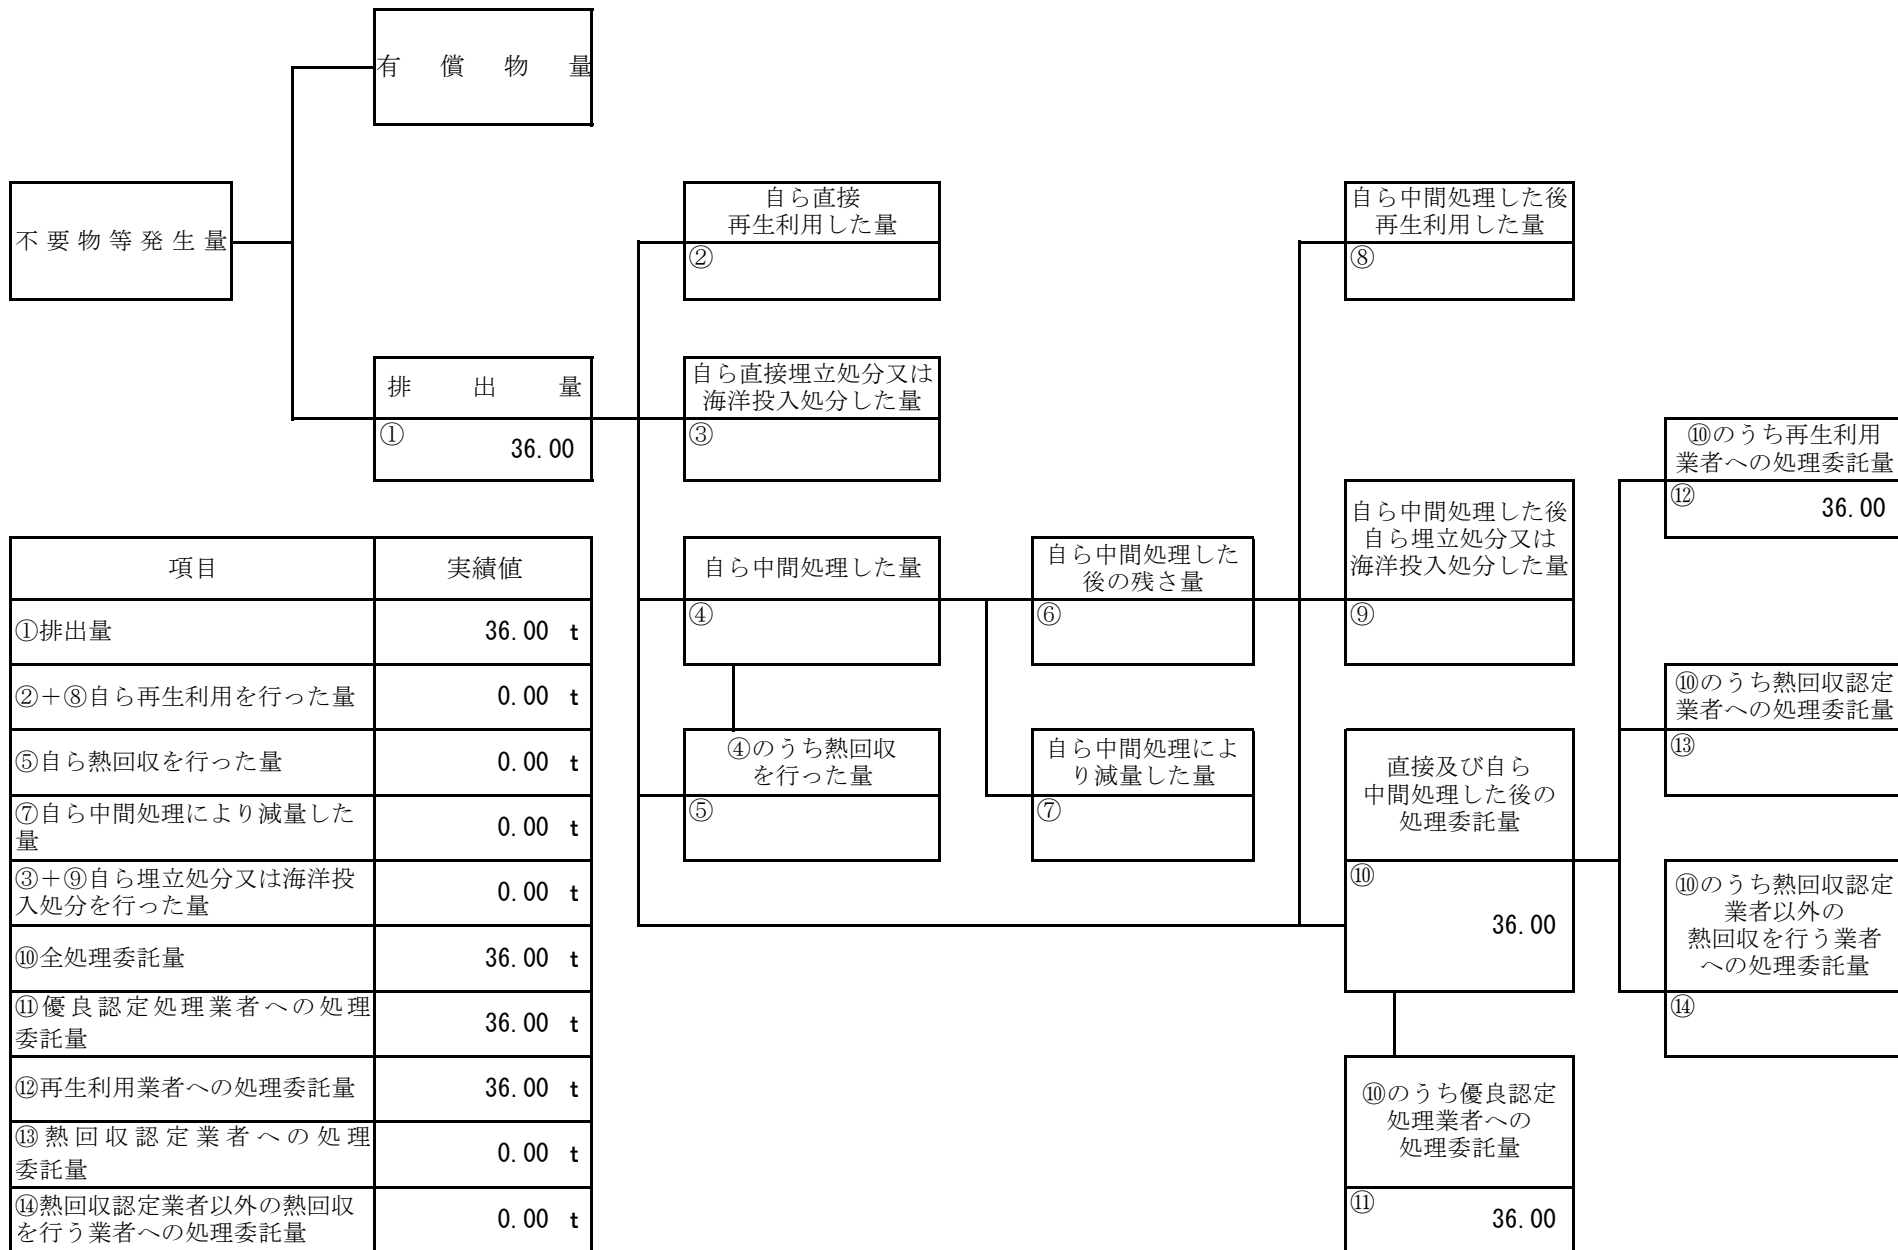 有償物量
不要物等発生量
自ら直接
再生利用した量
②
自ら中間処理した後
再生利用した量
⑧
排出量
① 36.00
自ら直接埋立処分又は
海洋投入処分した量
③
⑩のうち再生利用
業者への処理委託量
⑫ 36.00
自ら中間処理した量
④
自ら中間処理した
後の残さ量
⑥
自ら中間処理した後
自ら埋立処分又は
海洋投入処分した量
⑨
⑩のうち熱回収認定
業者への処理委託量
⑬
④のうち熱回収
を行った量
⑤
自ら中間処理によ
り減量した量
⑦
直接及び自ら
中間処理した後の
処理委託量
⑩
36.00
⑩のうち熱回収認定
業者以外の
熱回収を行う業者
への処理委託量
⑭
⑩のうち優良認定
処理業者への
処理委託量
⑪ 36.00
項目 実績値
①排出量 36.00 t
②+⑧自ら再生利用を行った量 0.00 t
⑤自ら熱回収を行った量 0.00 t
⑦自ら中間処理により減量した
量 0.00 t
③+⑨自ら埋立処分又は海洋投
入処分を行った量 0.00 t
⑩全処理委託量 36.00 t
⑪優良認定処理業者への処理
委託量 36.00 t
⑫再生利用業者への処理委託量 36.00 t
⑬熱回収認定業者への処理
委託量 0.00 t
⑭熱回収認定業者以外の熱回収
を行う業者への処理委託量 0.00 t